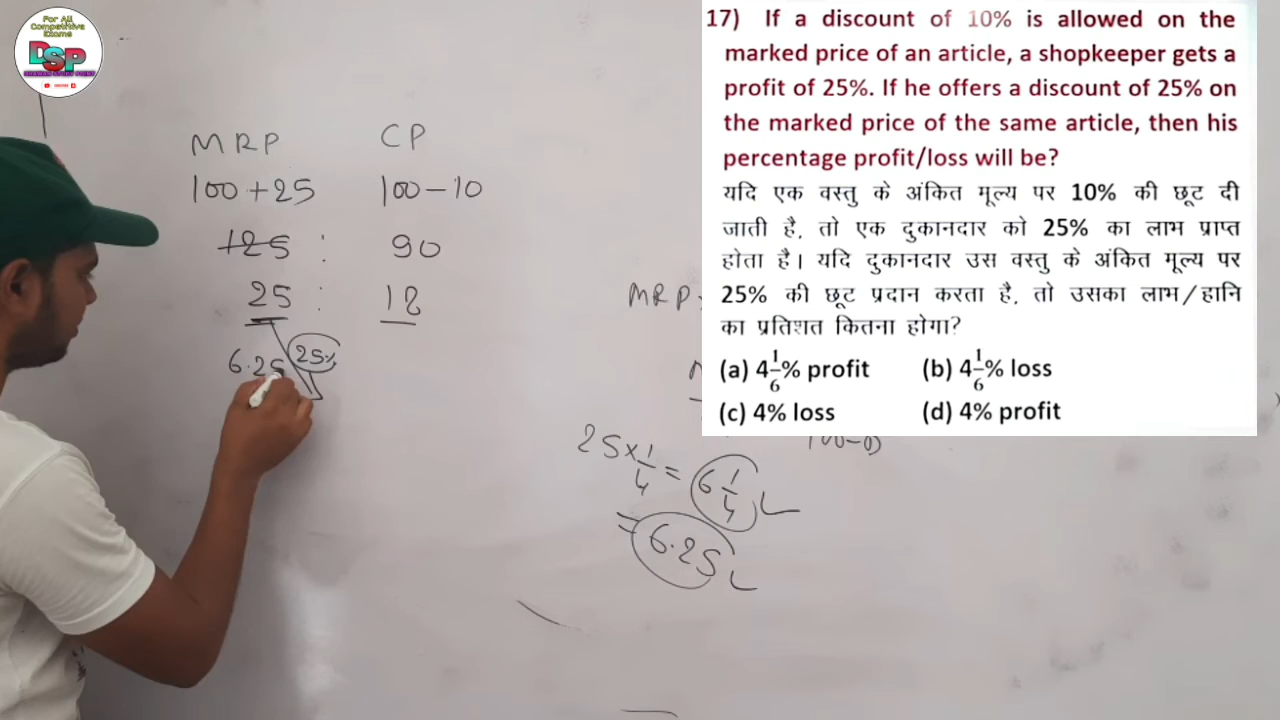 For All
Competitive
Exams
DSP
17) If a discount of 10% is allowed on the
marked price of an article, a shopkeeper gets a
profit of 25%. If he offers a discount of 25% on
the marked price of the same article, then his
percentage profit/loss will be?
यदि एक वस्तु के अंकित मूल्य पर 10% की छूट दी
जाती है, तो एक दुकानदार को 25% का लाभ प्राप्त
होता है। यदि दुकानदार उस वस्तु के अंकित मूल्य पर
25% की छूट प्रदान करता है, तो उसका लाभ/हानि
का प्रतिशत कितना होगा?
(a) 4 1/6% profit (b) 4 1/6% loss
(c) 4% loss (d) 4% profit
MRP CP
100+25 100-10
125 : 90
25 : 18
6.25 25%
MRP
25×1/4 = 6 1/4
= 6.25